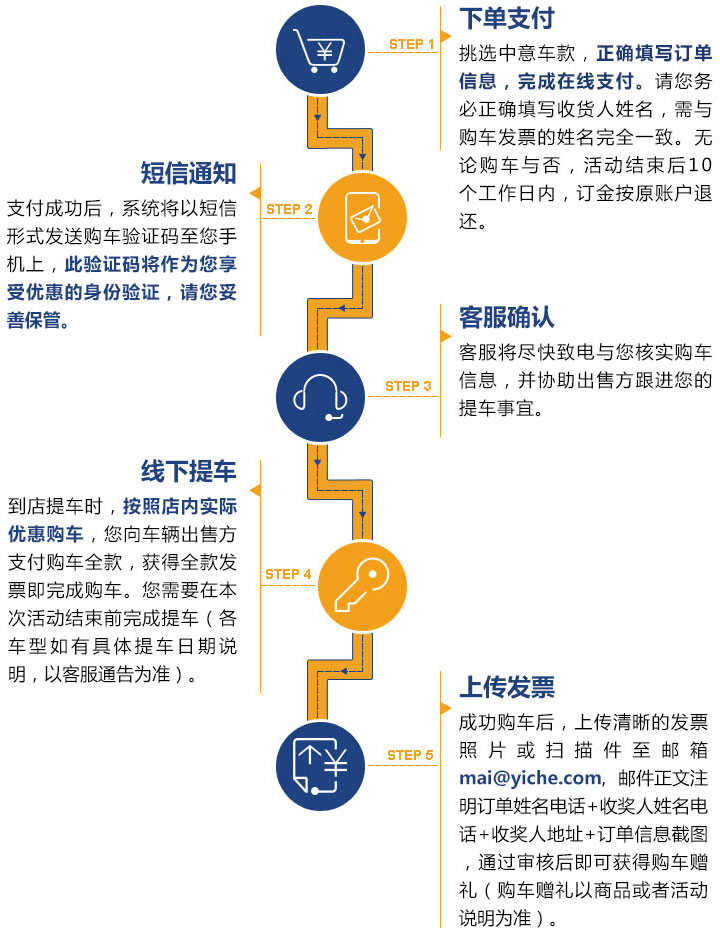 STEP 1
下单支付
挑选中意车款，正确填写订单
信息，完成在线支付。请您务
必正确填写收货人姓名，需与
购车发票的姓名完全一致。无
论购车与否，活动结束后10
个工作日内，订金按原账户退
还。
STEP 2
短信通知
支付成功后，系统将以短信
形式发送购车验证码至您手
机上，此验证码将作为您享
受优惠的身份验证，请您妥
善保管。
STEP 3
客服确认
客服将尽快致电与您核实购车
信息，并协助出售方跟进您的
提车事宜。
STEP 4
线下提车
到店提车时，按照店内实际
优惠购车，您向车辆出售方
支付购车全款，获得全款发
票即完成购车。您需要在本
次活动结束前完成提车（各
车型如有具体提车日期说
明，以客服通告为准）。
STEP 5
上传发票
成功购车后，上传清晰的发票
照片或扫描件至邮箱
mai@yiche.com，邮件正文注
明订单姓名电话+收奖人姓名电
话+收奖人地址+订单信息截图
，通过审核后即可获得购车赠
礼（购车赠礼以商品或者活动
说明为准）。